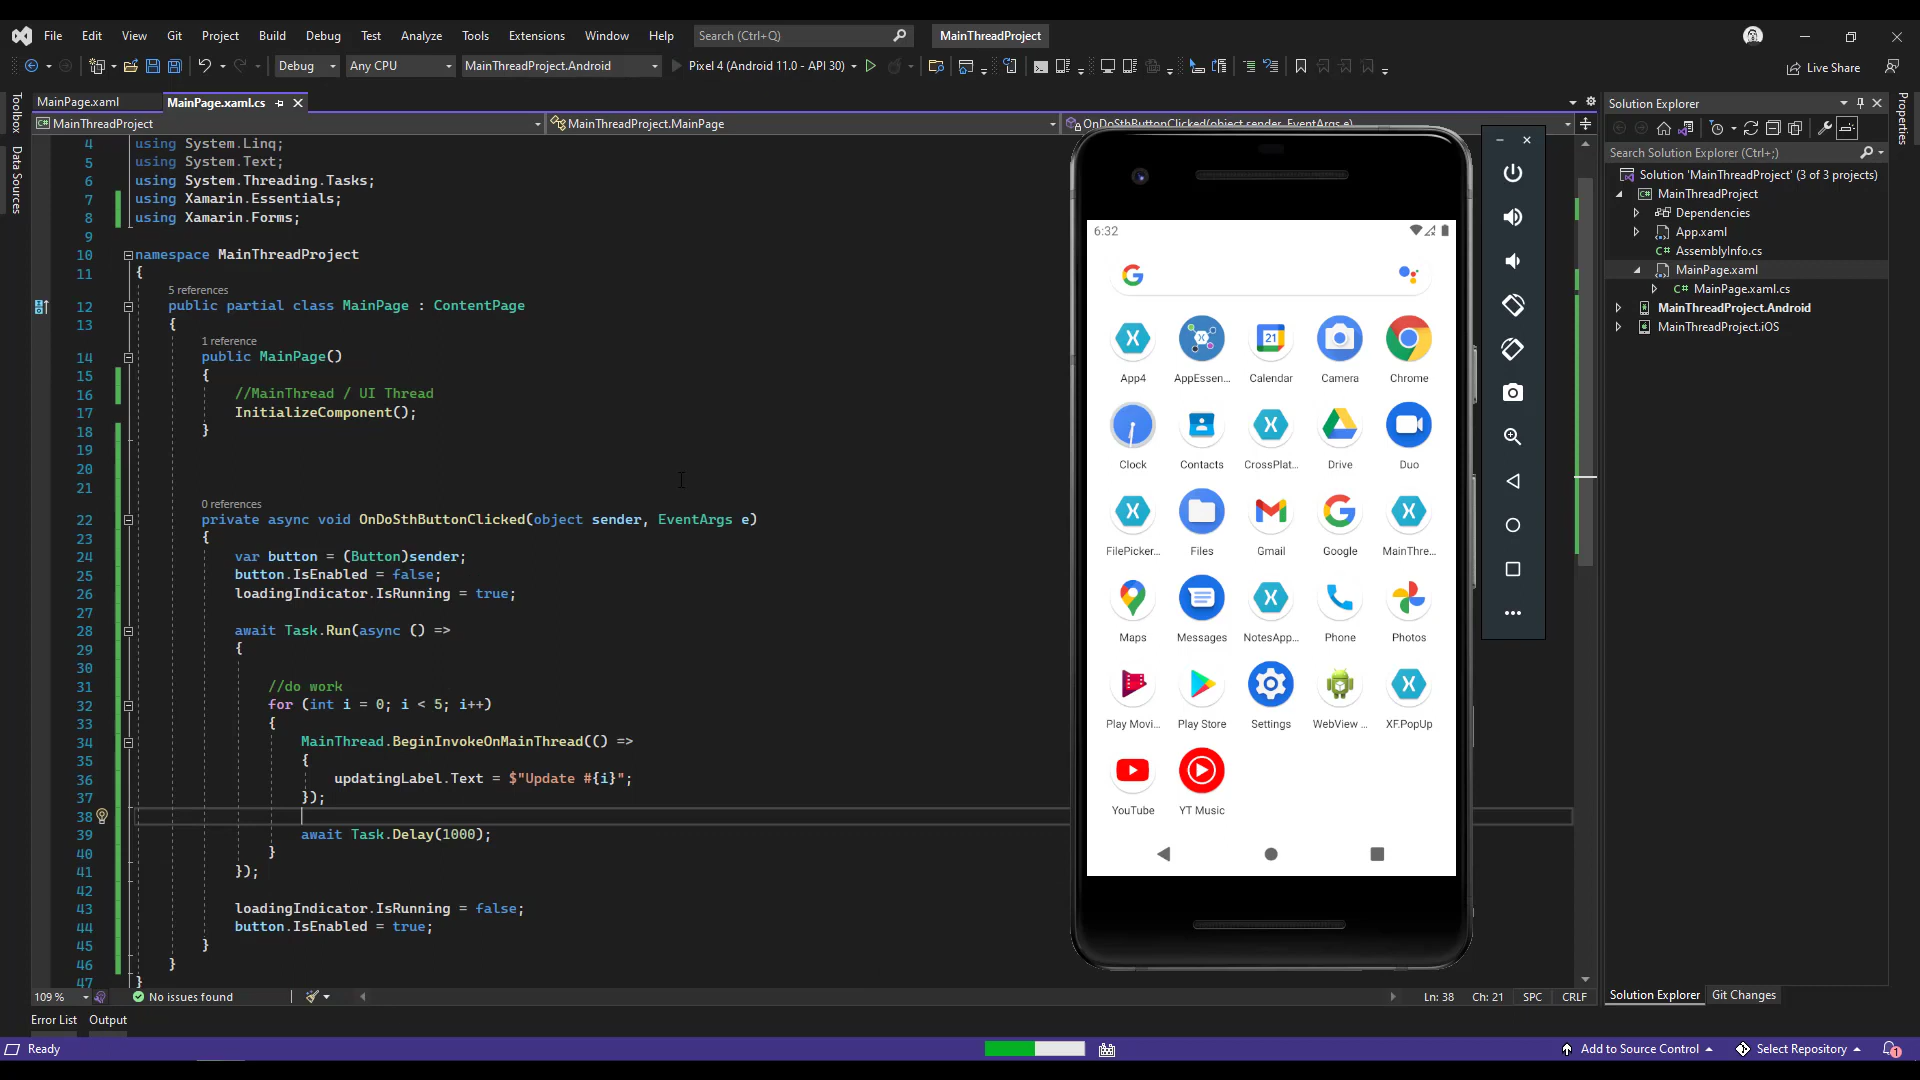 File Edit View Git Project Build Debug Test Analyze Tools Extensions Window Help Search (Ctrl+Q) MainThreadProject
Debug Any CPU MainThreadProject.Android Pixel 4 (Android 11.0 - API 30) Live Share
Toolbox
Data Sources
MainPage.xaml MainPage.xaml.cs
MainThreadProject MainThreadProject.MainPage OnDoSthButtonClicked(object sender, EventArgs e)
4 using System.Linq;
5 using System.Text;
6 using System.Threading.Tasks;
7 using Xamarin.Essentials;
8 using Xamarin.Forms;
9
10 namespace MainThreadProject
11 {
5 references
12 public partial class MainPage : ContentPage
13 {
1 reference
14 public MainPage()
15 {
16 //MainThread / UI Thread
17 InitializeComponent();
18 }
19
20
21
0 references
22 private async void OnDoSthButtonClicked(object sender, EventArgs e)
23 {
24 var button = (Button)sender;
25 button.IsEnabled = false;
26 loadingIndicator.IsRunning = true;
27
28 await Task.Run(async () =>
29 {
30
31 //do work
32 for (int i = 0; i < 5; i++)
33 {
34 MainThread.BeginInvokeOnMainThread(() =>
35 {
36 updatingLabel.Text = $"Update #{i}";
37 });
38
39 await Task.Delay(1000);
40 }
41 });
42
43 loadingIndicator.IsRunning = false;
44 button.IsEnabled = true;
45 }
46 }
47 }
6:32
App4 AppEssen... Calendar Camera Chrome
21
Clock Contacts CrossPlat... Drive Duo
FilePicker... Files Gmail Google MainThre...
Maps Messages NotesApp... Phone Photos
Play Movi... Play Store Settings WebView ... XF.PopUp
YouTube YT Music
Solution Explorer
Search Solution Explorer (Ctrl+;)
Solution 'MainThreadProject' (3 of 3 projects)
MainThreadProject
Dependencies
App.xaml
AssemblyInfo.cs
MainPage.xaml
MainPage.xaml.cs
MainThreadProject.Android
MainThreadProject.iOS
Properties
109 % No issues found Ln: 38 Ch: 21 SPC CRLF
Solution Explorer Git Changes
Error List Output
Ready Add to Source Control Select Repository 1